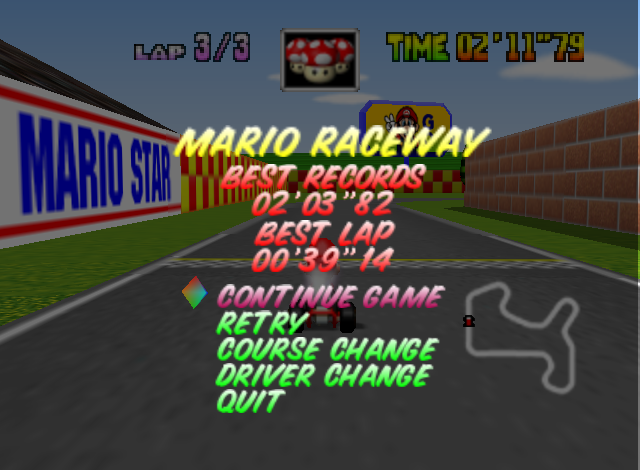 LAP 3/3
TIME 02'11"79
G
MARIO STAR
MARIO RACEWAY
BEST RECORDS
02'03"82
BEST LAP
00'39"14
CONTINUE GAME
RETRY
COURSE CHANGE
DRIVER CHANGE
QUIT